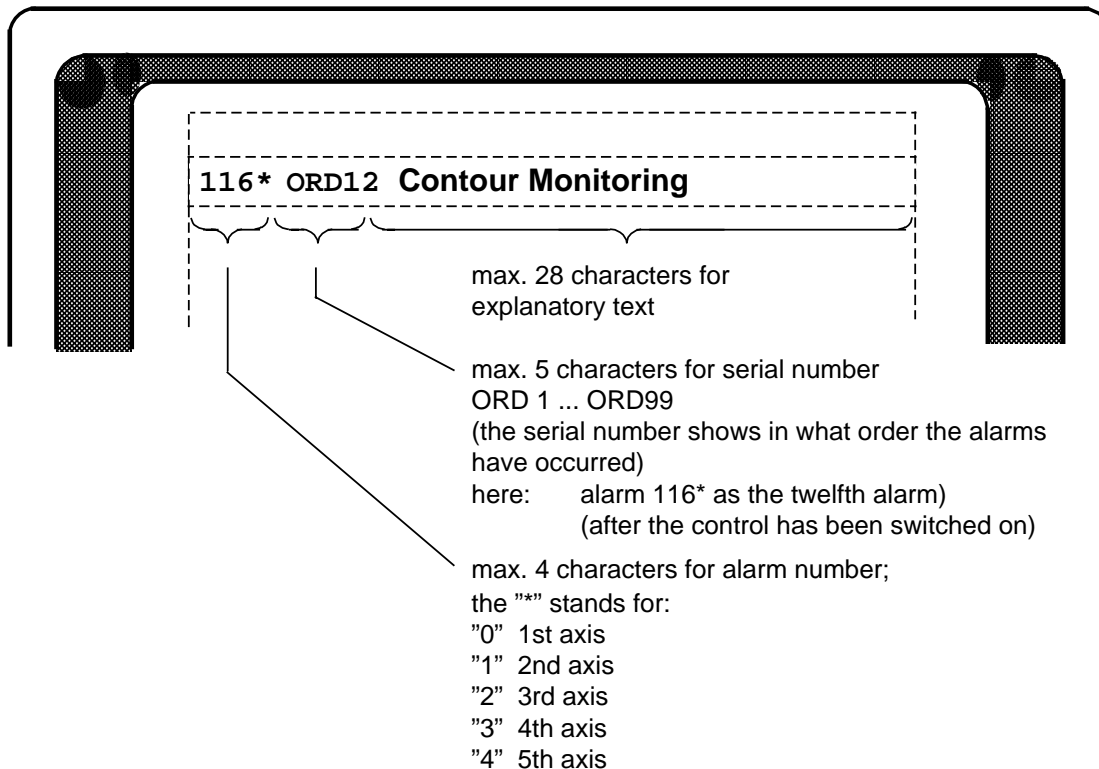 116* ORD12 Contour Monitoring
max. 28 characters for
explanatory text
max. 5 characters for serial number
ORD 1 ... ORD99
(the serial number shows in what order the alarms
have occurred)
here: alarm 116* as the twelfth alarm)
(after the control has been switched on)
max. 4 characters for alarm number;
the ”*” stands for:
”0” 1st axis
”1” 2nd axis
”2” 3rd axis
”3” 4th axis
”4” 5th axis